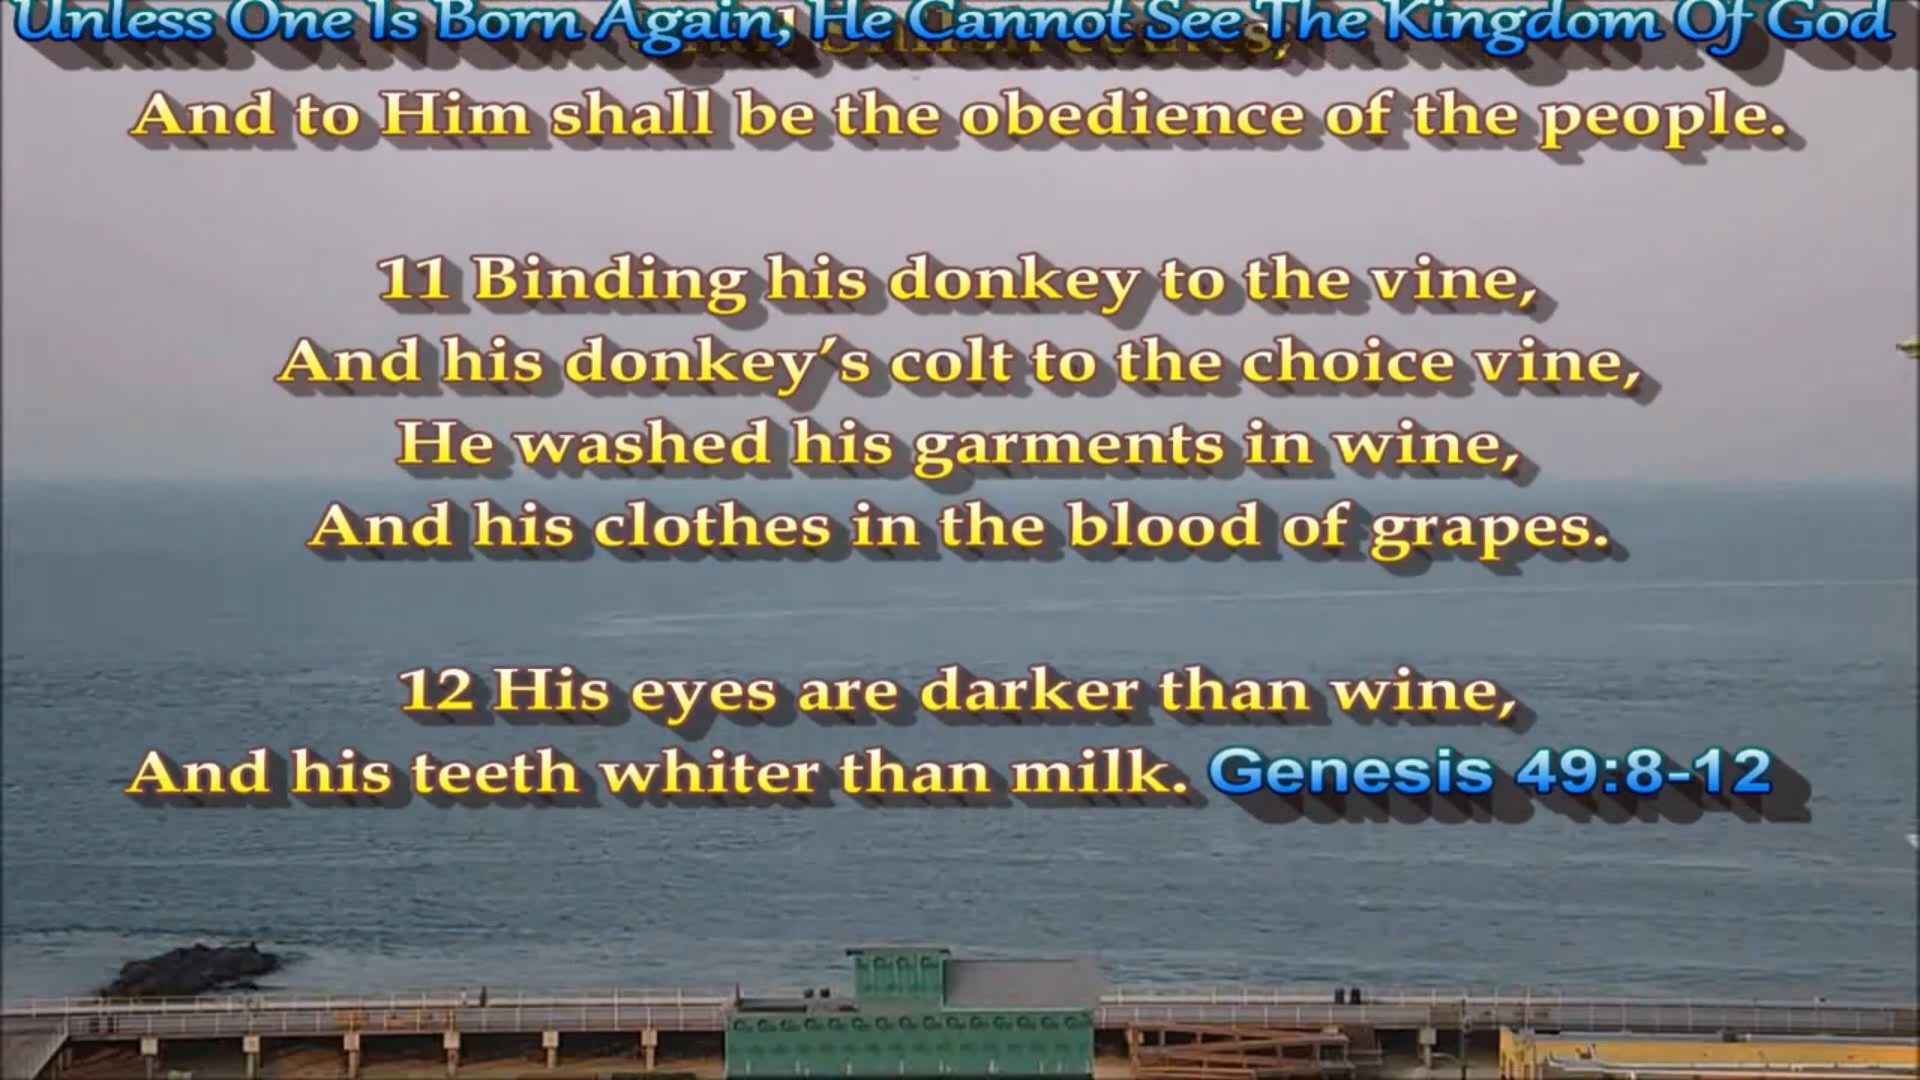 Unless One Is Born Again, He Cannot See The Kingdom Of God
And to Him shall be the obedience of the people.
11 Binding his donkey to the vine,
And his donkey’s colt to the choice vine,
He washed his garments in wine,
And his clothes in the blood of grapes.
12 His eyes are darker than wine,
And his teeth whiter than milk. Genesis 49:8-12